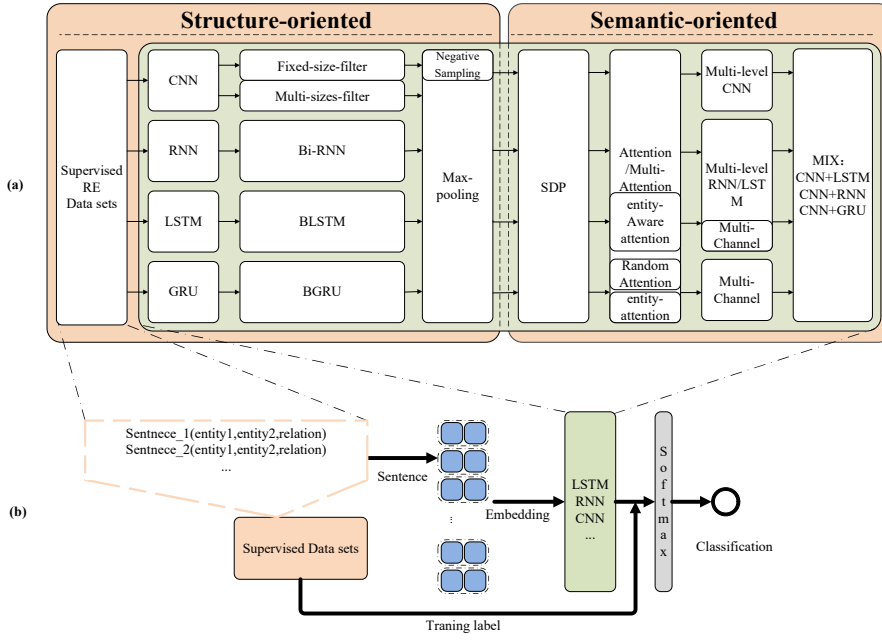 Structure-oriented
Semantic-oriented
(a)
Supervised
RE
Data sets
CNN
Fixed-size-filter
Multi-sizes-filter
RNN
Bi-RNN
LSTM
BLSTM
GRU
BGRU
Negative
Sampling
Max-
pooling
SDP
Attention
/Multi-
Attention
entity-
Aware
attention
Random
Attention
entity-
attention
Multi-level
CNN
Multi-level
RNN/LST
M
Multi-
Channel
Multi-
Channel
MIX:
CNN+LSTM
CNN+RNN
CNN+GRU
(b)
Sentnece_1(entity1,entity2,relation)
Sentnece_2(entity1,entity2,relation)
...
Supervised Data sets
Sentence
...
Embedding
LSTM
RNN
CNN
...
Softmax
Classification
Traning label